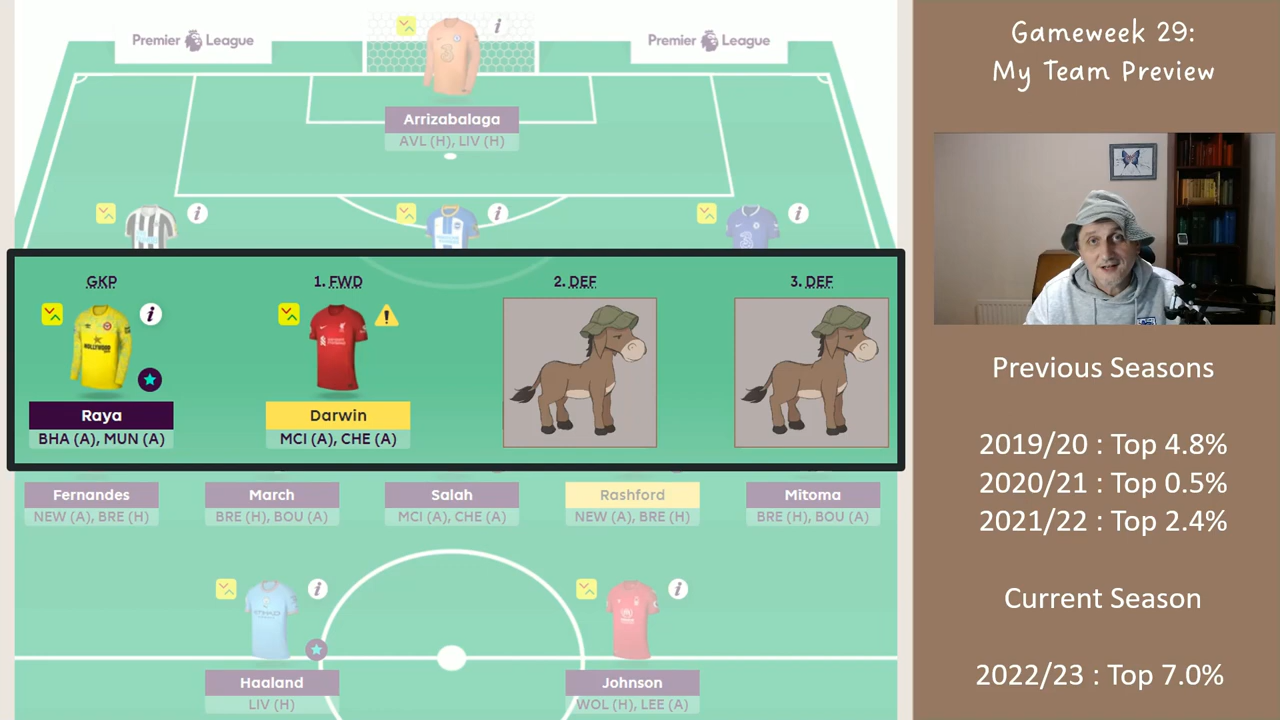 Premier League
Premier League
Arrizabalaga
AVL (H), LIV (H)
GKP
1. FWD
2. DEF
3. DEF
Raya
BHA (A), MUN (A)
Darwin
MCI (A), CHE (A)
Fernandes
NEW (A), BRE (H)
March
BRE (H), BOU (A)
Salah
MCI (A), CHE (A)
Rashford
NEW (A), BRE (H)
Mitoma
BRE (H), BOU (A)
Haaland
LIV (H)
Johnson
WOL (H), LEE (A)
Gameweek 29:
My Team Preview
Previous Seasons
2019/20 : Top 4.8%
2020/21 : Top 0.5%
2021/22 : Top 2.4%
Current Season
2022/23 : Top 7.0%